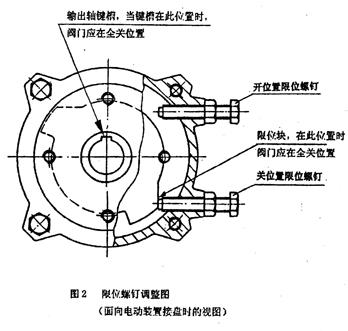 输出轴键槽，当键槽在此位置时，
阀门应在全关位置
开位置限位螺钉
限位块，在此位置时
阀门应在全关位置
关位置限位螺钉
图2 限位螺钉调整图
（面向电动装置接盘时的视图）